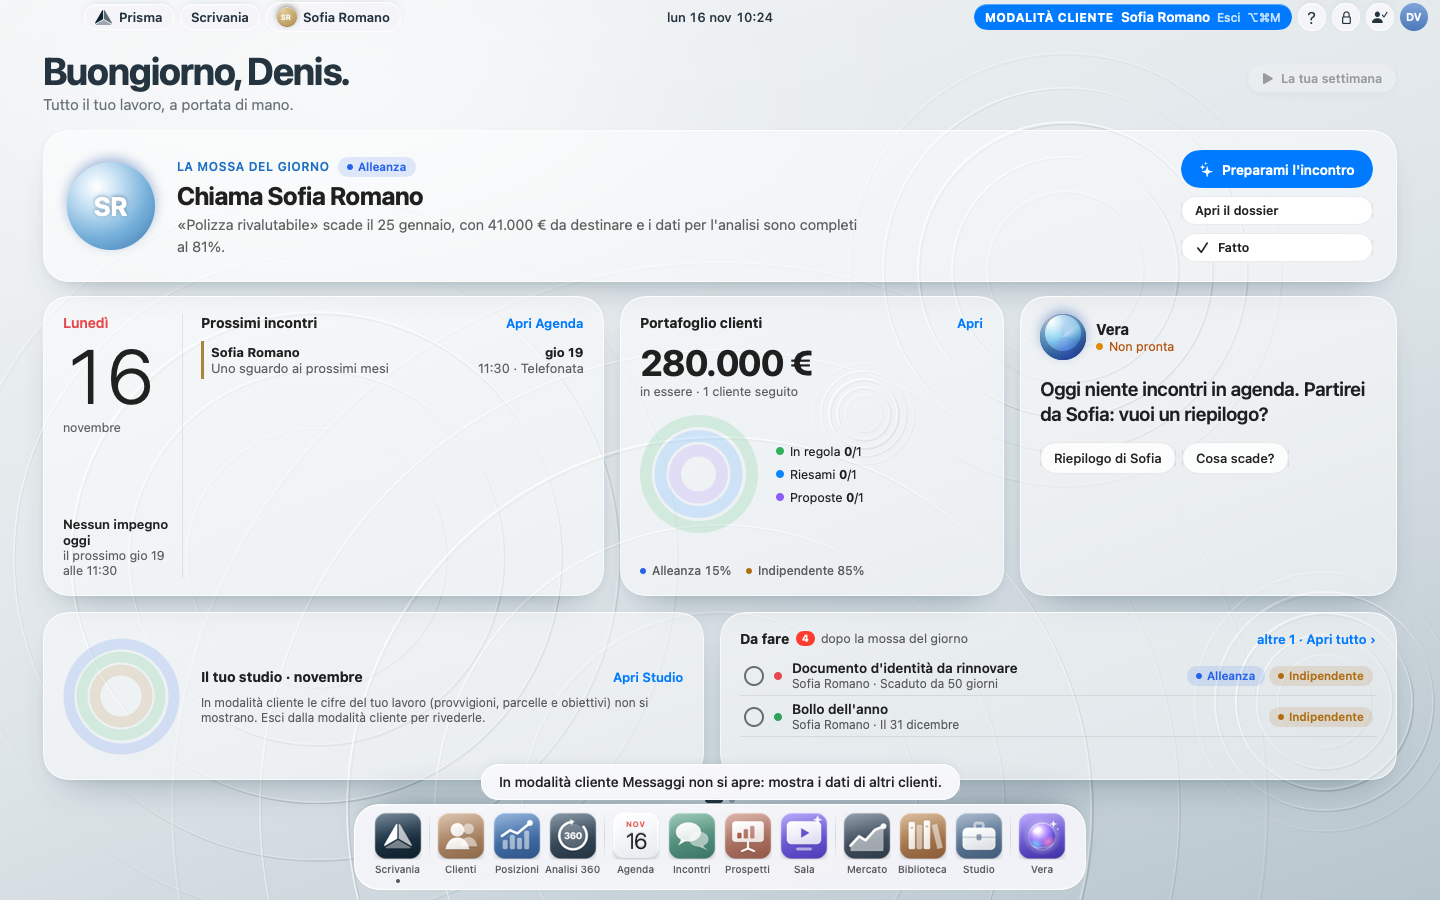 Prisma
Scrivania
SR
Sofia Romano
lun 16 nov 10:24
MODALITÀ CLIENTE Sofia Romano Esci ⌥⌘M
?
DV
Buongiorno, Denis.
Tutto il tuo lavoro, a portata di mano.
La tua settimana
SR
LA MOSSA DEL GIORNO
Alleanza
Chiama Sofia Romano
«Polizza rivalutabile» scade il 25 gennaio, con 41.000 € da destinare e i dati per l'analisi sono completi
al 81%.
Preparami l'incontro
Apri il dossier
Fatto
Lunedì
16
novembre
Nessun impegno
oggi
il prossimo gio 19
alle 11:30
Prossimi incontri
Apri Agenda
Sofia Romano
gio 19
Uno sguardo ai prossimi mesi
11:30 · Telefonata
Portafoglio clienti
Apri
280.000 €
in essere · 1 cliente seguito
In regola 0/1
Riesami 0/1
Proposte 0/1
Alleanza 15%
Indipendente 85%
Vera
Non pronta
Oggi niente incontri in agenda. Partirei
da Sofia: vuoi un riepilogo?
Riepilogo di Sofia
Cosa scade?
Il tuo studio · novembre
Apri Studio
In modalità cliente le cifre del tuo lavoro (provvigioni, parcelle e obiettivi) non si
mostrano. Esci dalla modalità cliente per rivederle.
Da fare 4 dopo la mossa del giorno
altre 1 · Apri tutto ›
Documento d'identità da rinnovare
Sofia Romano · Scaduto da 50 giorni
Alleanza
Indipendente
Bollo dell'anno
Sofia Romano · Il 31 dicembre
Indipendente
In modalità cliente Messaggi non si apre: mostra i dati di altri clienti.
360
NOV
16
Scrivania
Clienti
Posizioni
Analisi 360
Agenda
Incontri
Prospetti
Sala
Mercato
Biblioteca
Studio
Vera